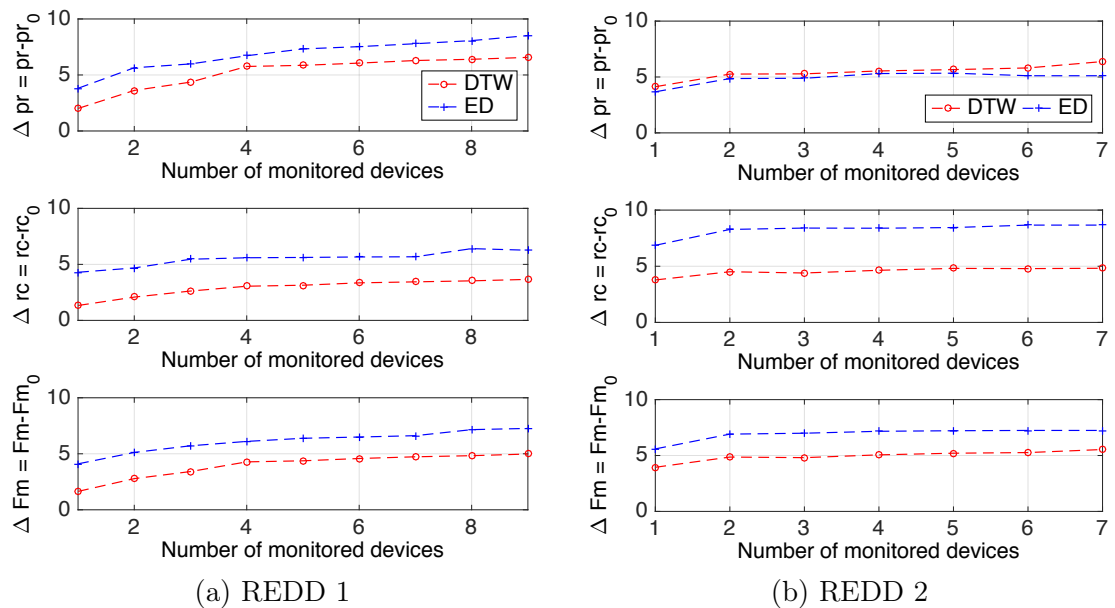 10
5
0
Δ pr = pr-pr0
DTW
ED
2 4 6 8
Number of monitored devices
10
5
0
Δ rc = rc-rc0
2 4 6 8
Number of monitored devices
10
5
0
Δ Fm = Fm-Fm0
2 4 6 8
Number of monitored devices
(a) REDD 1
10
5
0
Δ pr = pr-pr0
DTW ED
1 2 3 4 5 6 7
Number of monitored devices
10
5
0
Δ rc = rc-rc0
1 2 3 4 5 6 7
Number of monitored devices
10
5
0
Δ Fm = Fm-Fm0
1 2 3 4 5 6 7
Number of monitored devices
(b) REDD 2